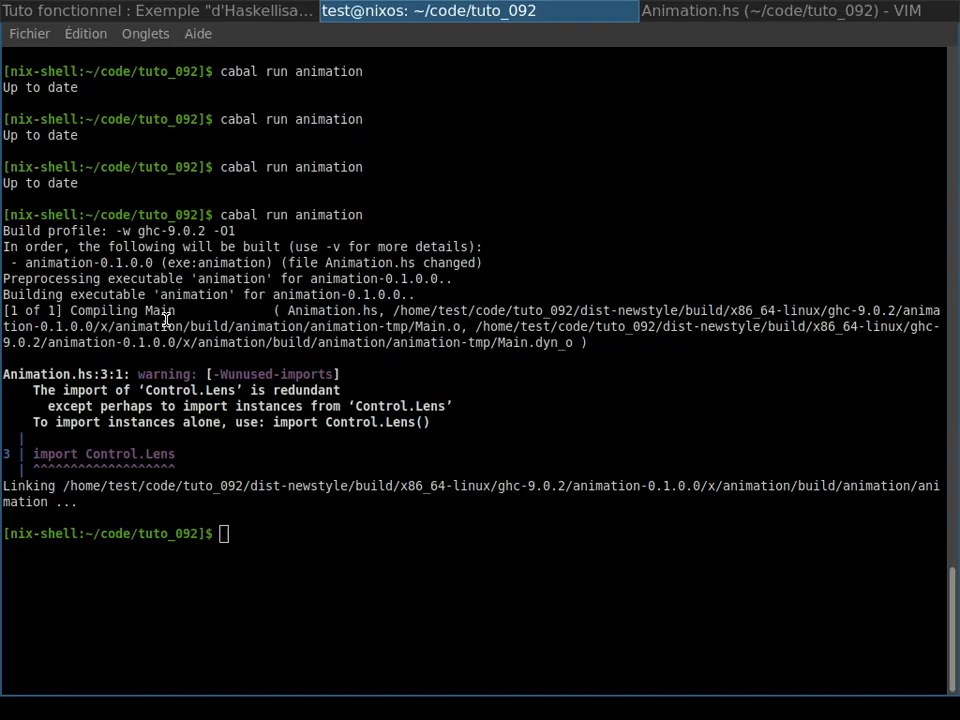 Tuto fonctionnel : Exemple "d'Haskellisa... test@nixos: ~/code/tuto_092 Animation.hs (~/code/tuto_092) - VIM
Fichier Édition Onglets Aide
[nix-shell:~/code/tuto_092]$ cabal run animation
Up to date
[nix-shell:~/code/tuto_092]$ cabal run animation
Up to date
[nix-shell:~/code/tuto_092]$ cabal run animation
Up to date
[nix-shell:~/code/tuto_092]$ cabal run animation
Build profile: -w ghc-9.0.2 -O1
In order, the following will be built (use -v for more details):
 - animation-0.1.0.0 (exe:animation) (file Animation.hs changed)
Preprocessing executable 'animation' for animation-0.1.0.0..
Building executable 'animation' for animation-0.1.0.0..
[1 of 1] Compiling Main             ( Animation.hs, /home/test/code/tuto_092/dist-newstyle/build/x86_64-linux/ghc-9.0.2/anima
tion-0.1.0.0/x/animation/build/animation/animation-tmp/Main.o, /home/test/code/tuto_092/dist-newstyle/build/x86_64-linux/ghc-
9.0.2/animation-0.1.0.0/x/animation/build/animation/animation-tmp/Main.dyn_o )
Animation.hs:3:1: warning: [-Wunused-imports]
    The import of ‘Control.Lens’ is redundant
      except perhaps to import instances from ‘Control.Lens’
    To import instances alone, use: import Control.Lens()
  |
3 | import Control.Lens
  | ^^^^^^^^^^^^^^^^^^^
Linking /home/test/code/tuto_092/dist-newstyle/build/x86_64-linux/ghc-9.0.2/animation-0.1.0.0/x/animation/build/animation/ani
mation ...
[nix-shell:~/code/tuto_092]$